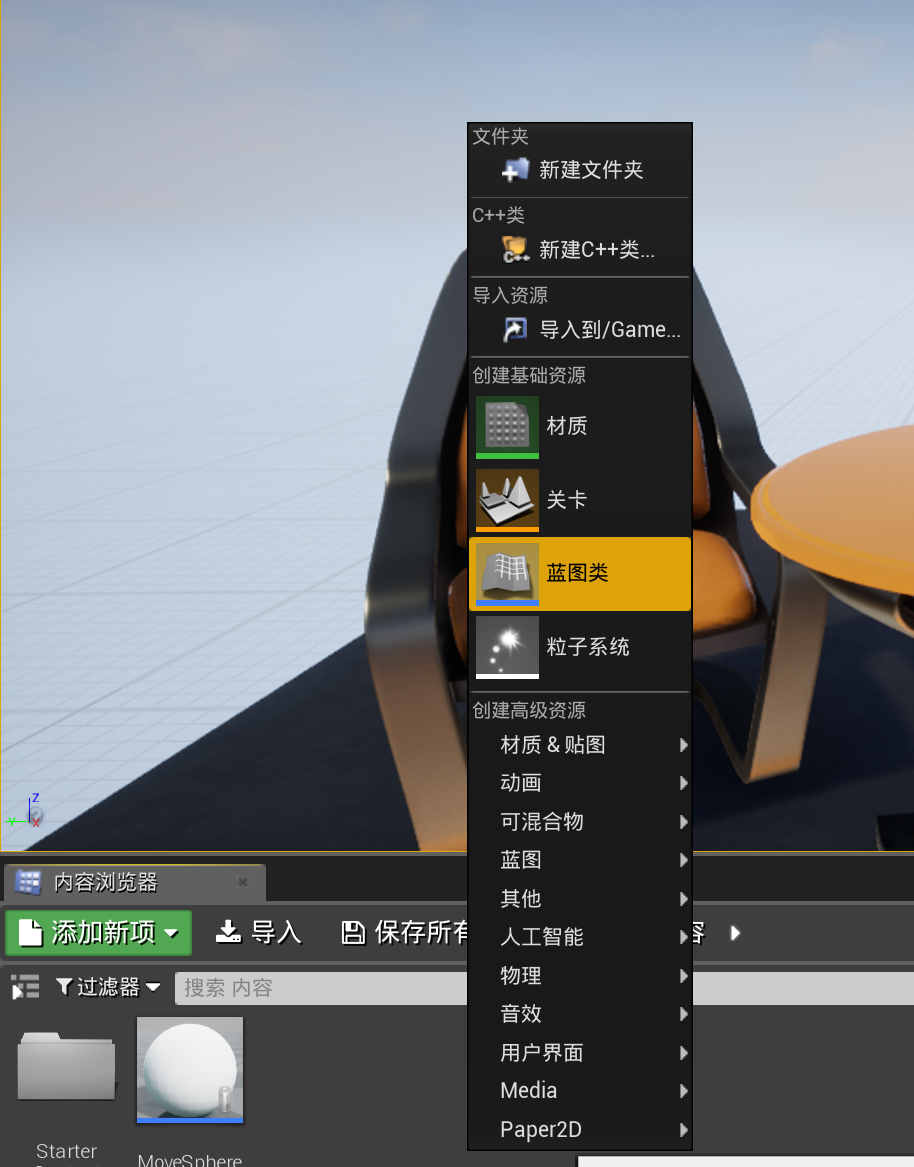 文件夹
新建文件夹
C++类
新建C++类...
导入资源
导入到/Game...
创建基础资源
材质
关卡
蓝图类
粒子系统
创建高级资源
材质 & 贴图
动画
可混合物
蓝图
其他
人工智能
物理
音效
用户界面
Media
Paper2D
Z
Y
X
内容浏览器
添加新项
导入
保存所有
过滤器
搜索 内容
Starter
MoveSphere